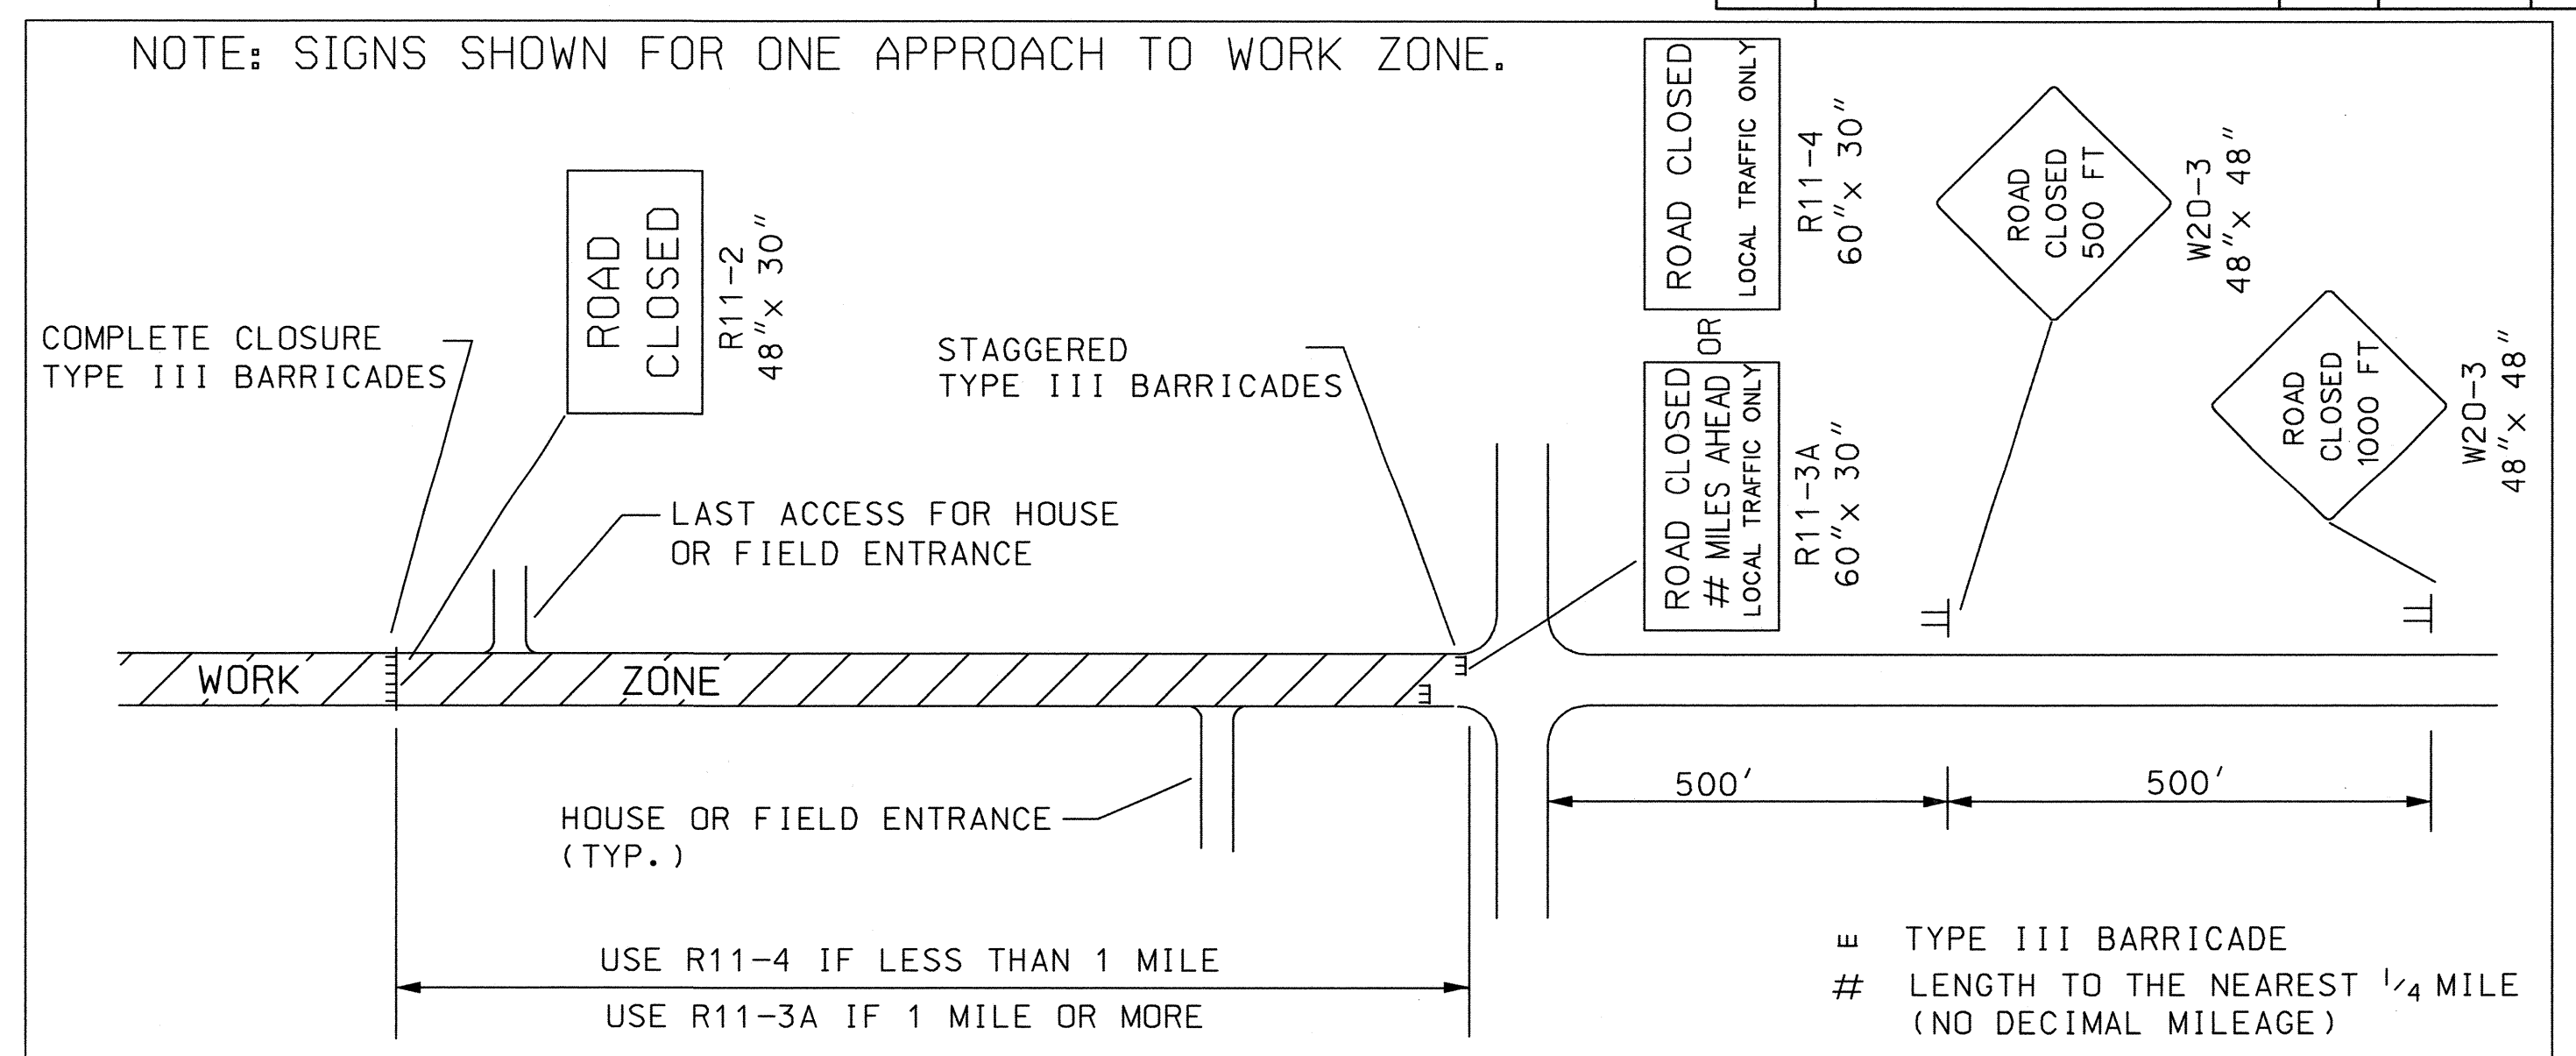 NOTE: SIGNS SHOWN FOR ONE APPROACH TO WORK ZONE.
COMPLETE CLOSURE
TYPE III BARRICADES
ROAD
CLOSED
R11-2
48"x 30"
STAGGERED
TYPE III BARRICADES
ROAD CLOSED
LOCAL TRAFFIC ONLY
R11-4
60"x 30"
OR
ROAD CLOSED
# MILES AHEAD
LOCAL TRAFFIC ONLY
R11-3A
60"x 30"
ROAD
CLOSED
500 FT
W20-3
48"x 48"
ROAD
CLOSED
1000 FT
W20-3
48"x 48"
LAST ACCESS FOR HOUSE
OR FIELD ENTRANCE
WORK ZONE
HOUSE OR FIELD ENTRANCE
(TYP.)
500'
500'
USE R11-4 IF LESS THAN 1 MILE
USE R11-3A IF 1 MILE OR MORE
TYPE III BARRICADE
# LENGTH TO THE NEAREST 1/4 MILE
(NO DECIMAL MILEAGE)